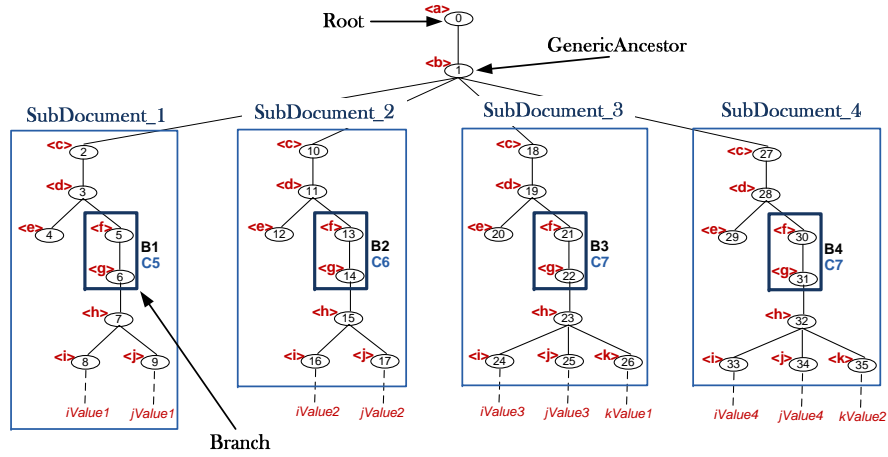 <a>
0
Root
GenericAncestor
<b>
1
SubDocument_1
SubDocument_2
SubDocument_3
SubDocument_4
<c>
2
<c>
10
<c>
18
<c>
27
<d>
3
<d>
11
<d>
19
<d>
28
<e>
4
<f>
5
B1
C5
<e>
12
<f>
13
B2
C6
<e>
20
<f>
21
B3
C7
<e>
29
<f>
30
B4
C7
<g>
6
<g>
14
<g>
22
<g>
31
<h>
7
<h>
15
<h>
23
<h>
32
<i>
8
<j>
9
<i>
16
<j>
17
<i>
24
<j>
25
<k>
26
<i>
33
<j>
34
<k>
35
iValue1
jValue1
iValue2
jValue2
iValue3
jValue3
kValue1
iValue4
jValue4
kValue2
Branch